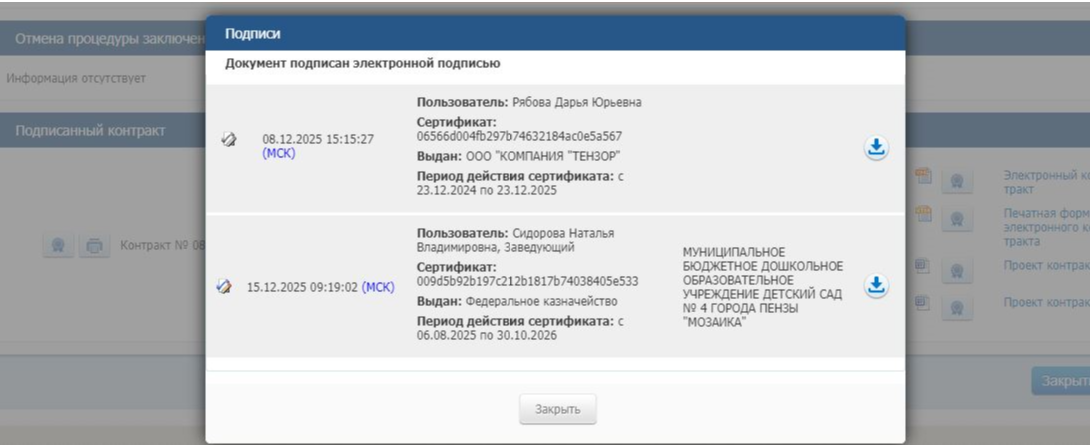 Подписи
Документ подписан электронной подписью
Отмена процедуры заключен
Информация отсутствует
Подписанный контракт
Контракт № 08
08.12.2025 15:15:27
(МСК)
Пользователь: Рябова Дарья Юрьевна
Сертификат:
06566d004fb297b74632184ac0e5a567
Выдан: ООО "КОМПАНИЯ "ТЕНЗОР"
Период действия сертификата: с
23.12.2024 по 23.12.2025
15.12.2025 09:19:02 (МСК)
Пользователь: Сидорова Наталья
Владимировна, Заведующий
Сертификат:
009d5b92b197c212b1817b74038405e533
Выдан: Федеральное казначейство
Период действия сертификата: с
06.08.2025 по 30.10.2026
МУНИЦИПАЛЬНОЕ
БЮДЖЕТНОЕ ДОШКОЛЬНОЕ
ОБРАЗОВАТЕЛЬНОЕ
УЧРЕЖДЕНИЕ ДЕТСКИЙ САД
№ 4 ГОРОДА ПЕНЗЫ
"МОЗАИКА"
Закрыть
Электронный ко
тракт
Печатная форм
электронного к
тракта
Проект контрак
Проект контрак
Закрыт